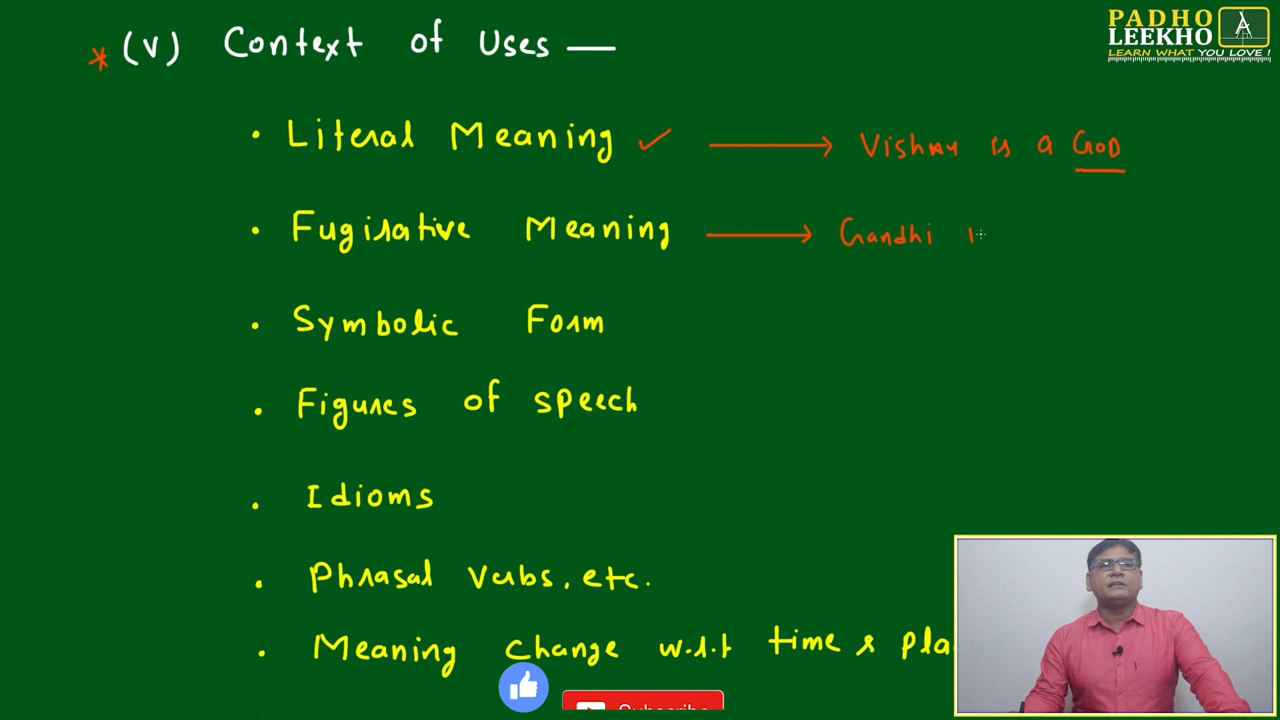 PADHO
LEEKHO
LEARN WHAT YOU LOVE !
* (V) Context of Uses —
• Literal Meaning ✓ → Vishnu is a GOD
• Fugirative Meaning → Gandhi i
• Symbolic Form
• Figures of speech
• Idioms
• Phrasal Verbs, etc.
• Meaning change w.r.t time & pla
Subscribe